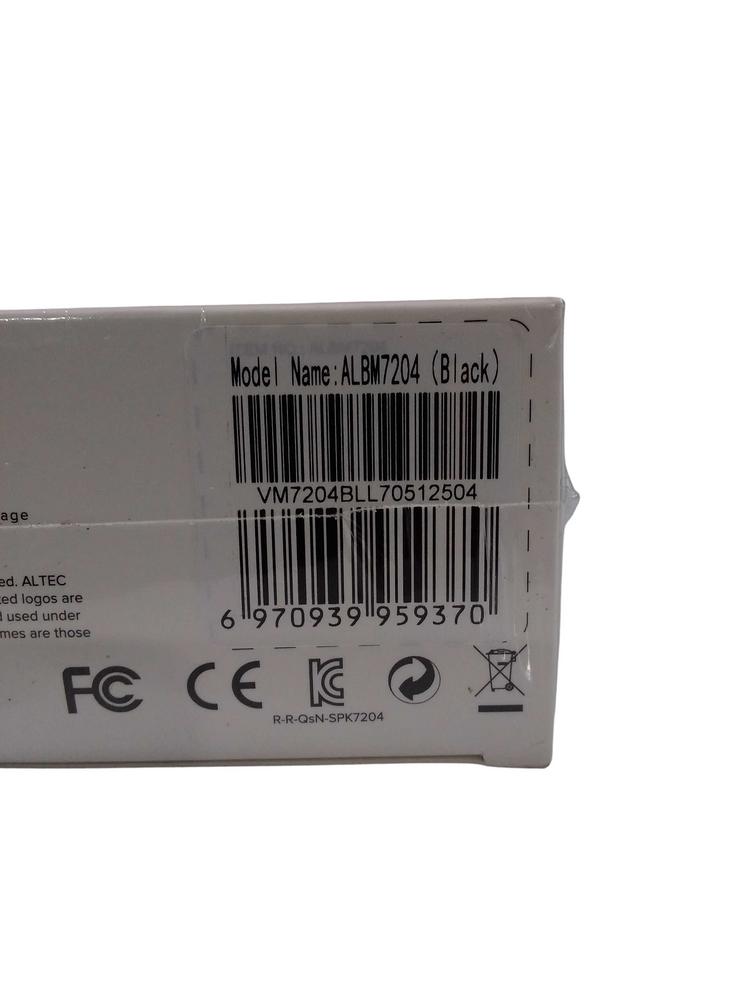 Model Name:ALBM7204 (Black)
VM7204BLL70512504
6 970939 959370
age
ed. ALTEC
ed logos are
used under
mes are those
FC CE
R-R-QsN-SPK7204